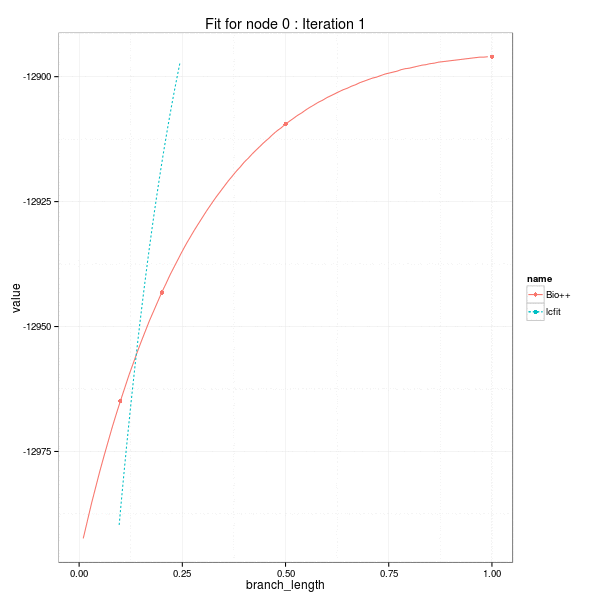 Fit for node 0 : Iteration 1
value
-12900
-12925
-12950
-12975
0.00 0.25 0.50 0.75 1.00
branch_length
name
Bio++
lcfit